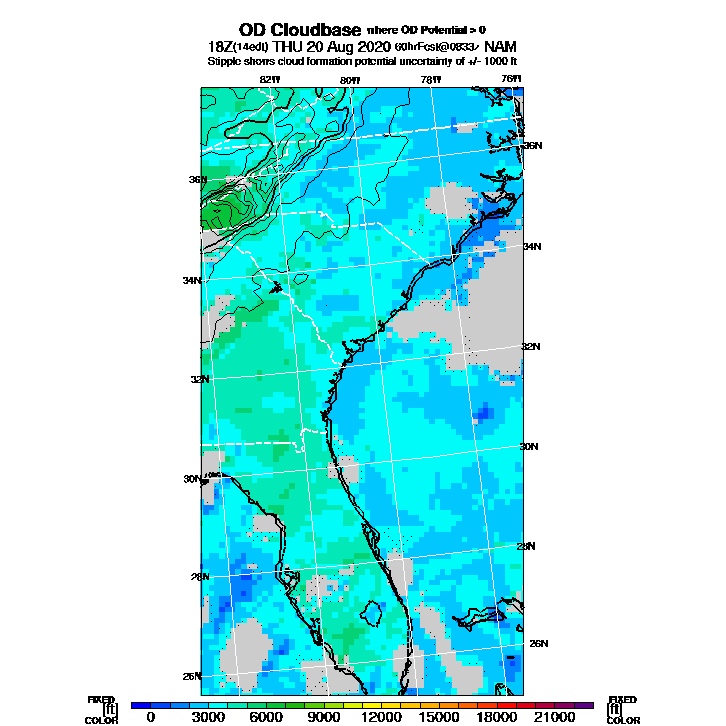 OD Cloudbase where OD Potential > 0
18Z(14edt) THU 20 Aug 2020 60hrFcst@0833z NAM
Stipple shows cloud formation potential uncertainty of +/- 1000 ft
82W 80W 78W 76W
36N
36N
34N
34N
32N
32N
30N
30N
28N
28N
26N
26N
FIXED FIXED
[ft] [ft]
COLOR COLOR
0 3000 6000 9000 12000 15000 18000 21000